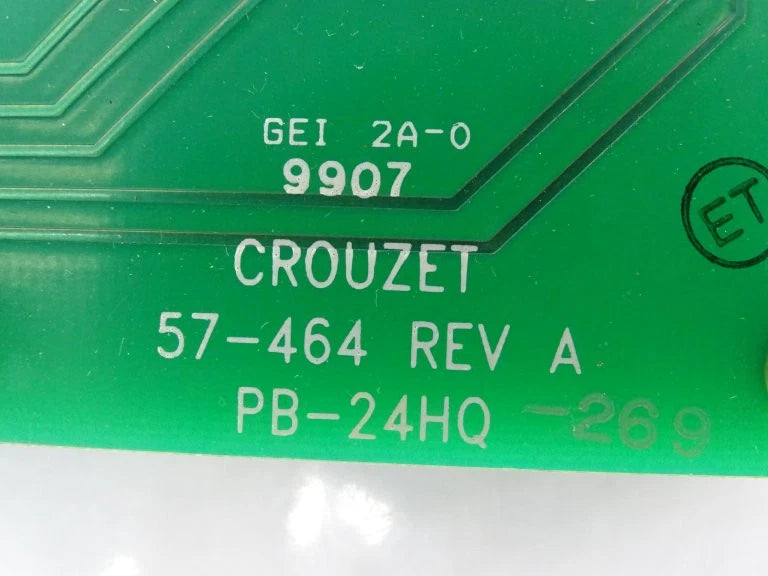 GEI 2A-0
9907
ET
CROUZET
57-464 REV A
PB-24HQ -269